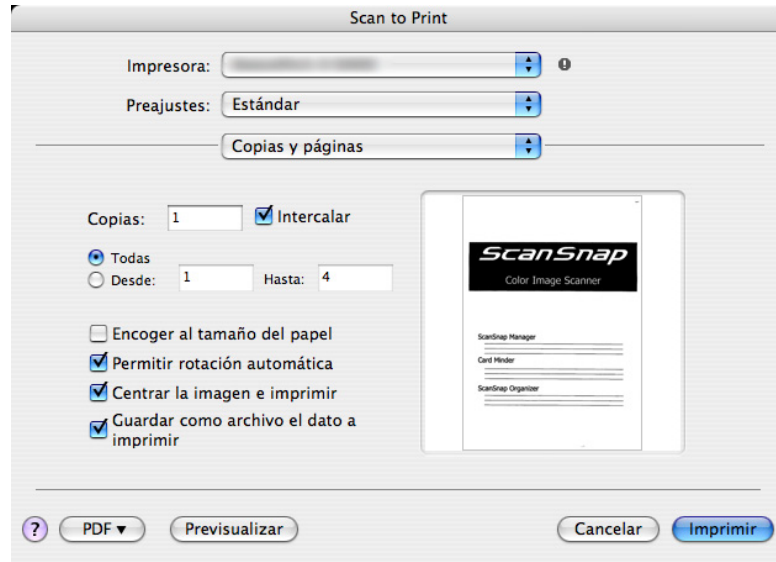 Scan to Print
Impresora:
Preajustes: Estándar
Copias y páginas
Copias: 1 Intercalar
Todas
Desde: 1 Hasta: 4
Encoger al tamaño del papel
Permitir rotación automática
Centrar la imagen e imprimir
Guardar como archivo el dato a
imprimir
ScanSnap
Color Image Scanner
ScanSnap Manager
Card Minder
ScanSnap Organizer
? PDF Previsualizar Cancelar Imprimir